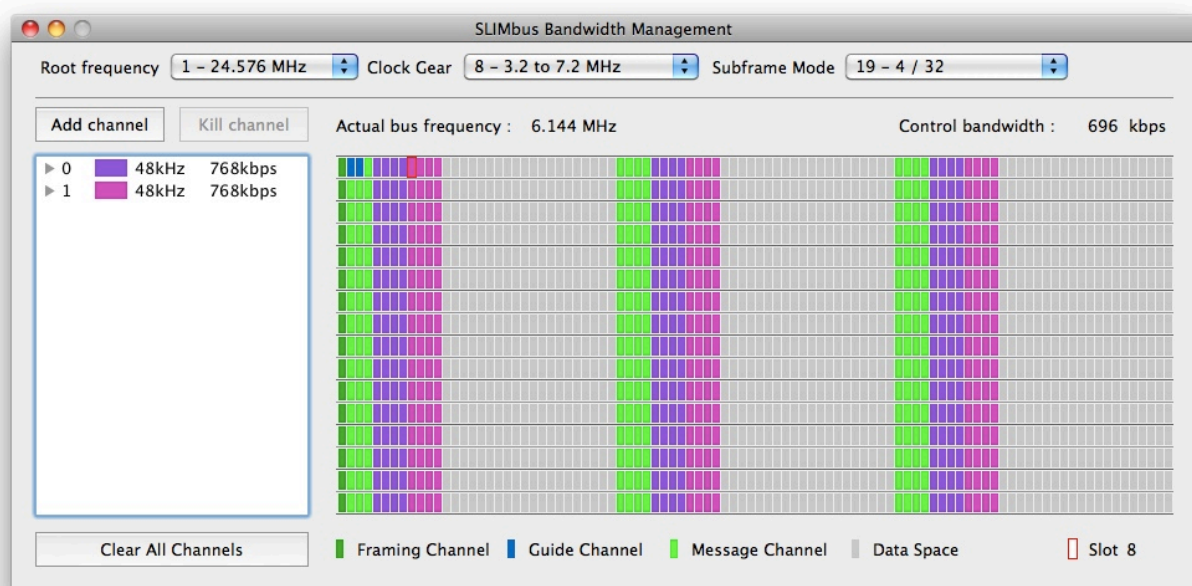 SLIMbus Bandwidth Management
Root frequency 1 – 24.576 MHz Clock Gear 8 – 3.2 to 7.2 MHz Subframe Mode 19 – 4 / 32
Add channel Kill channel Actual bus frequency : 6.144 MHz Control bandwidth : 696 kbps
0 48kHz 768kbps
1 48kHz 768kbps
Clear All Channels Framing Channel Guide Channel Message Channel Data Space Slot 8